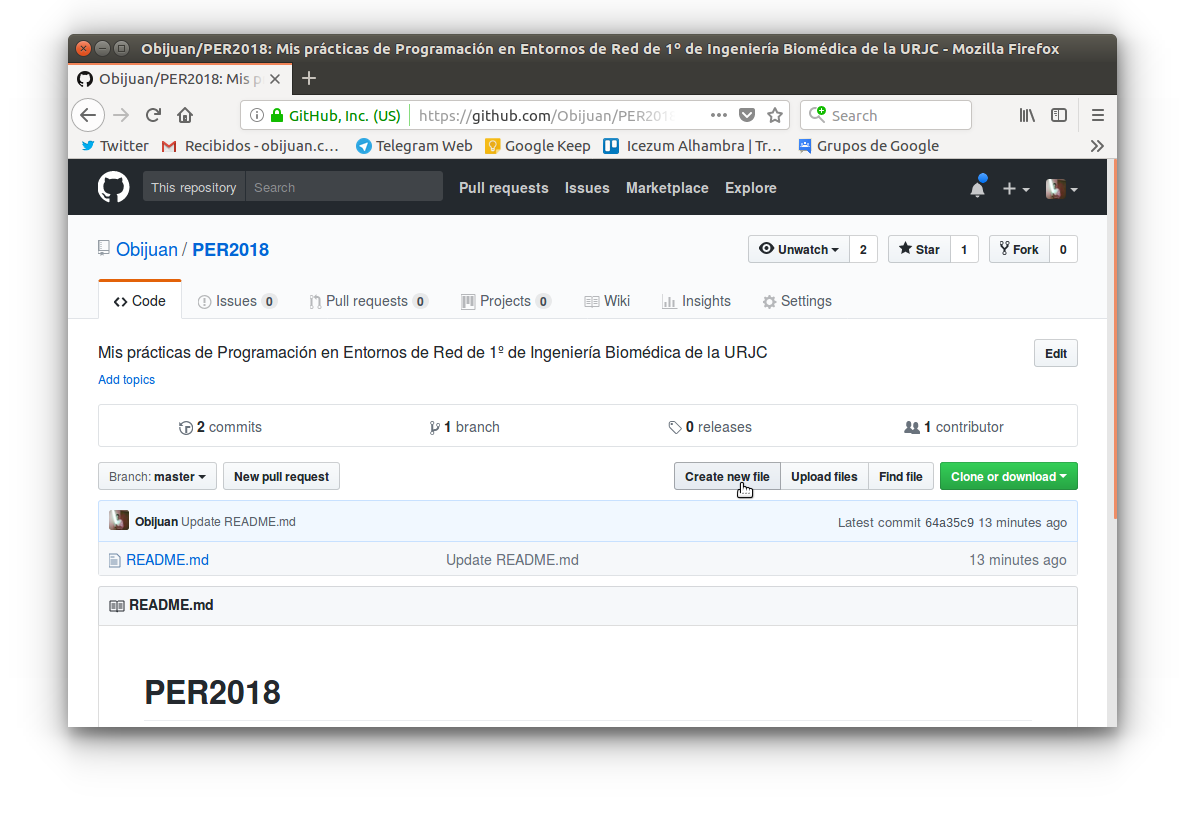 Obijuan/PER2018: Mis prácticas de Programación en Entornos de Red de 1º de Ingeniería Biomédica de la URJC - Mozilla Firefox
Obijuan/PER2018: Mis p
GitHub, Inc. (US) https://github.com/Obijuan/PER201 Search
Twitter Recibidos - obijuan.c... Telegram Web Google Keep Icezum Alhambra | Tr... Grupos de Google
This repository Search Pull requests Issues Marketplace Explore
Obijuan / PER2018 Unwatch 2 Star 1 Fork 0
Code Issues 0 Pull requests 0 Projects 0 Wiki Insights Settings
Mis prácticas de Programación en Entornos de Red de 1º de Ingeniería Biomédica de la URJC Edit
Add topics
2 commits 1 branch 0 releases 1 contributor
Branch: master New pull request Create new file Upload files Find file Clone or download
Obijuan Update README.md Latest commit 64a35c9 13 minutes ago
README.md Update README.md 13 minutes ago
README.md
PER2018